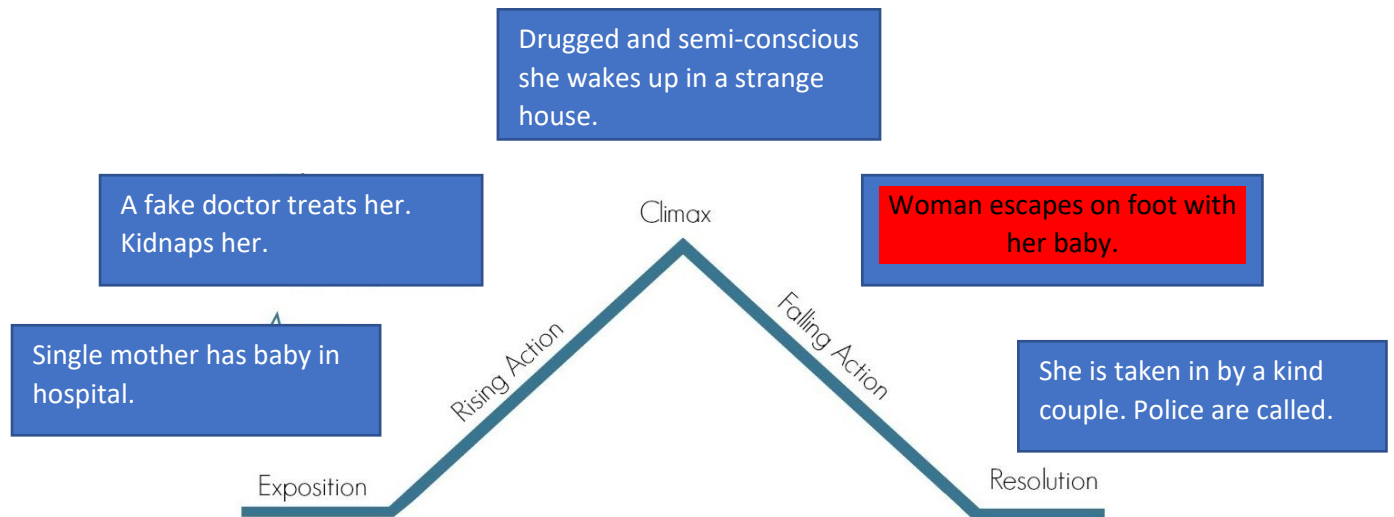 Drugged and semi-conscious
she wakes up in a strange
house.
A fake doctor treats her.
Kidnaps her.
Climax
Woman escapes on foot with
her baby.
Single mother has baby in
hospital.
Rising Action
Falling Action
She is taken in by a kind
couple. Police are called.
Exposition
Resolution